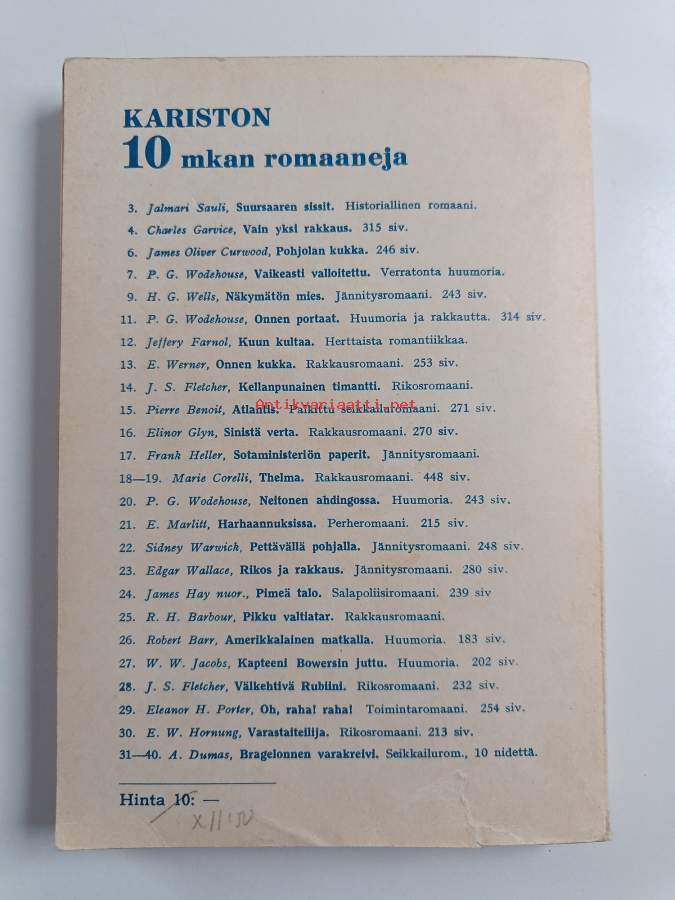 KARISTON
10 mkan romaaneja
3. Jalmari Sauli, Suursaaren sissit. Historiallinen romaani.
4. Charles Garvice, Vain yksi rakkaus. 315 siv.
6. James Oliver Curwood, Pohjolan kukka. 246 siv.
7. P. G. Wodehouse, Vaikeasti valloitettu. Verratonta huumoria.
9. H. G. Wells, Näkymätön mies. Jännitysromaani. 243 siv.
11. P. G. Wodehouse, Onnen portaat. Huumoria ja rakkautta. 314 siv.
12. Jeffery Farnol, Kuun kultaa. Herttaista romantiikkaa.
13. E. Werner, Onnen kukka. Rakkausromaani. 253 siv.
14. J. S. Fletcher, Kellanpunainen timantti. Rikosromaani.
15. Pierre Benoit, Atlantis. Palkittu seikkailuromaani. 271 siv.
Antikvariaatti.net
16. Elinor Glyn, Sinistä verta. Rakkausromaani. 270 siv.
17. Frank Heller, Sotaministeriön paperit. Jännitysromaani.
18—19. Marie Corelli, Thelma. Rakkausromaani. 448 siv.
20. P. G. Wodehouse, Neitonen ahdingossa. Huumoria. 243 siv.
21. E. Marlitt, Harhaannuksissa. Perheromaani. 215 siv.
22. Sidney Warwick, Pettävällä pohjalla. Jännitysromaani. 248 siv.
23. Edgar Wallace, Rikos ja rakkaus. Jännitysromaani. 280 siv.
24. James Hay nuor., Pimeä talo. Salapoliisiromaani. 239 siv
25. R. H. Barbour, Pikku valtiatar. Rakkausromaani.
26. Robert Barr, Amerikkalainen matkalla. Huumoria. 183 siv.
27. W. W. Jacobs, Kapteeni Bowersin juttu. Huumoria. 202 siv.
28. J. S. Fletcher, Välkehtivä Rubiini. Rikosromaani. 232 siv.
29. Eleanor H. Porter, Oh, raha! raha! Toimintaromaani. 254 siv.
30. E. W. Hornung, Varastaiteilija. Rikosromaani. 213 siv.
31—40. A. Dumas, Bragelonnen varakreivi. Seikkailurom., 10 nidettä.
Hinta 10: —